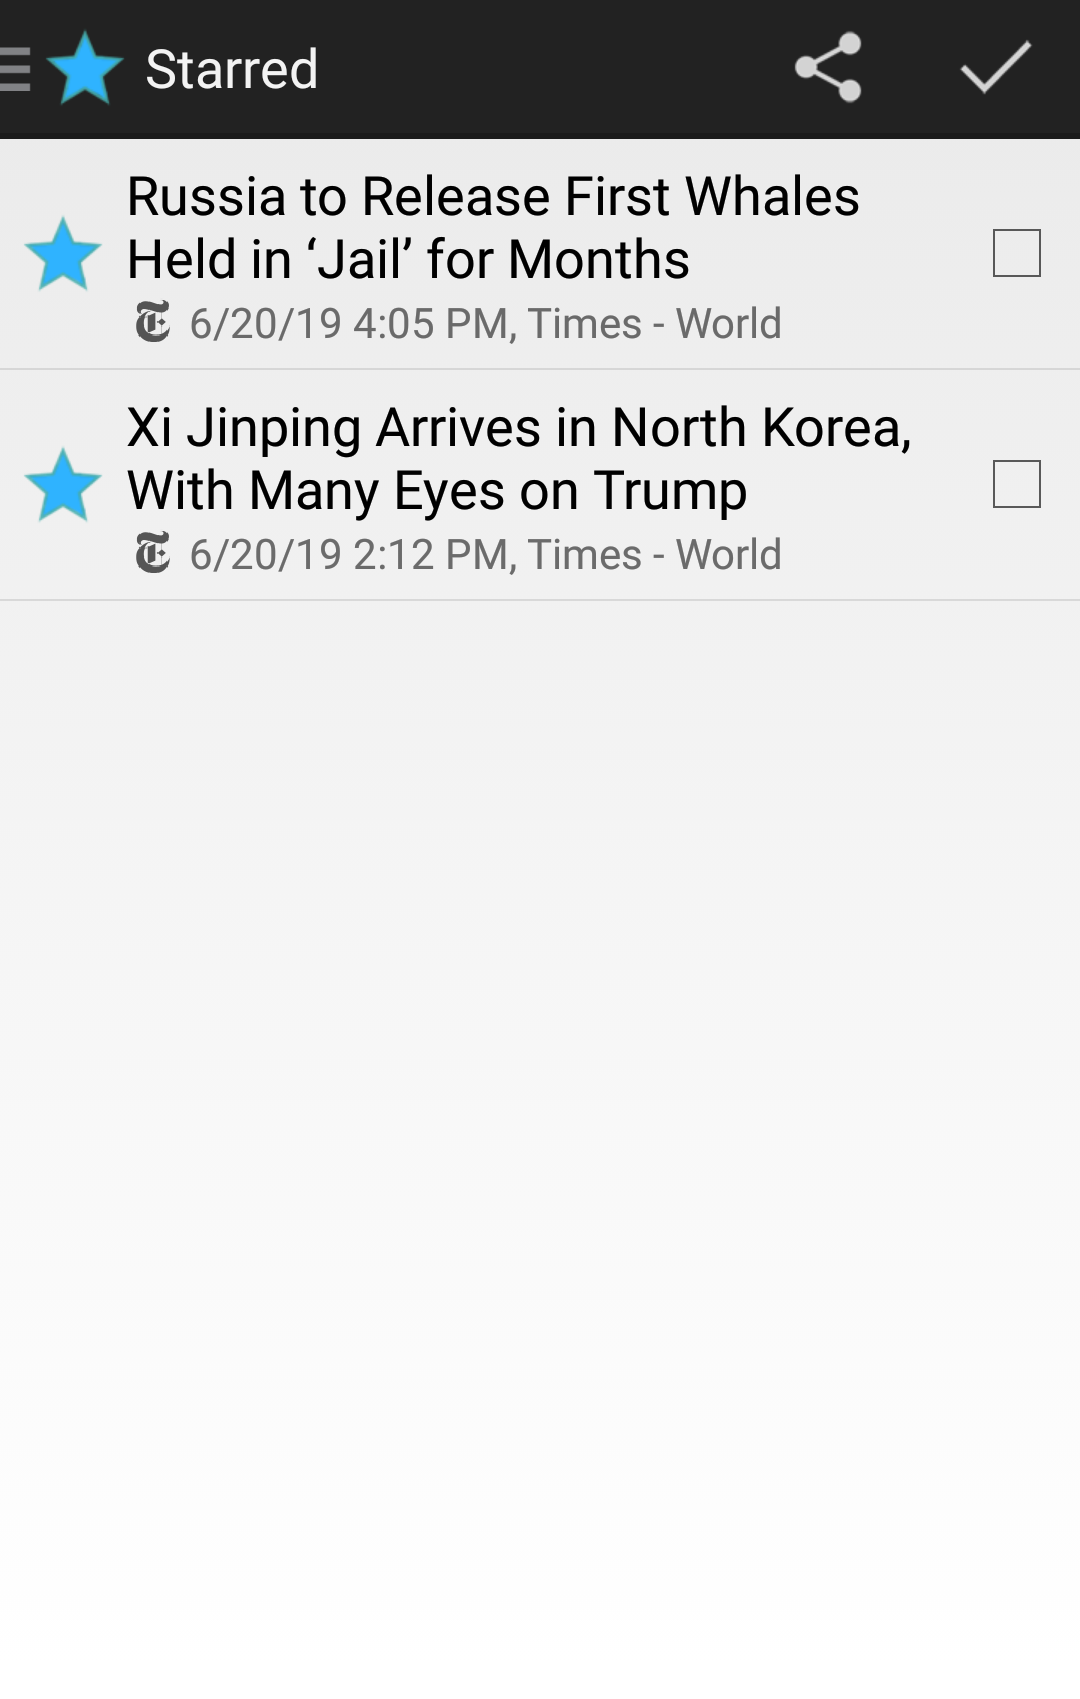 Starred
Russia to Release First Whales
Held in ‘Jail’ for Months
T 6/20/19 4:05 PM, Times - World
Xi Jinping Arrives in North Korea,
With Many Eyes on Trump
T 6/20/19 2:12 PM, Times - World